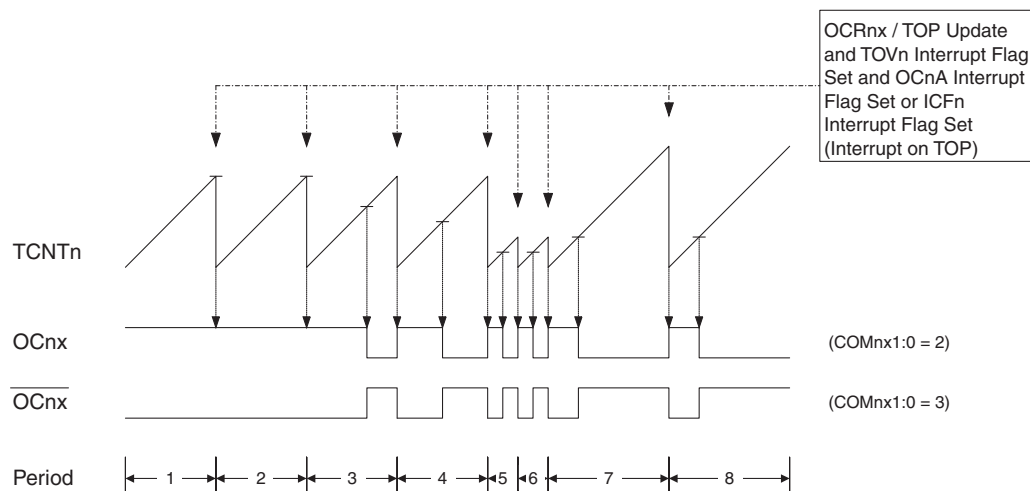 OCRnx / TOP Update
and TOVn Interrupt Flag
Set and OCnA Interrupt
Flag Set or ICFn
Interrupt Flag Set
(Interrupt on TOP)
TCNTn
OCnx
(COMnx1:0 = 2)
OCnx
(COMnx1:0 = 3)
Period 1 2 3 4 5 6 7 8